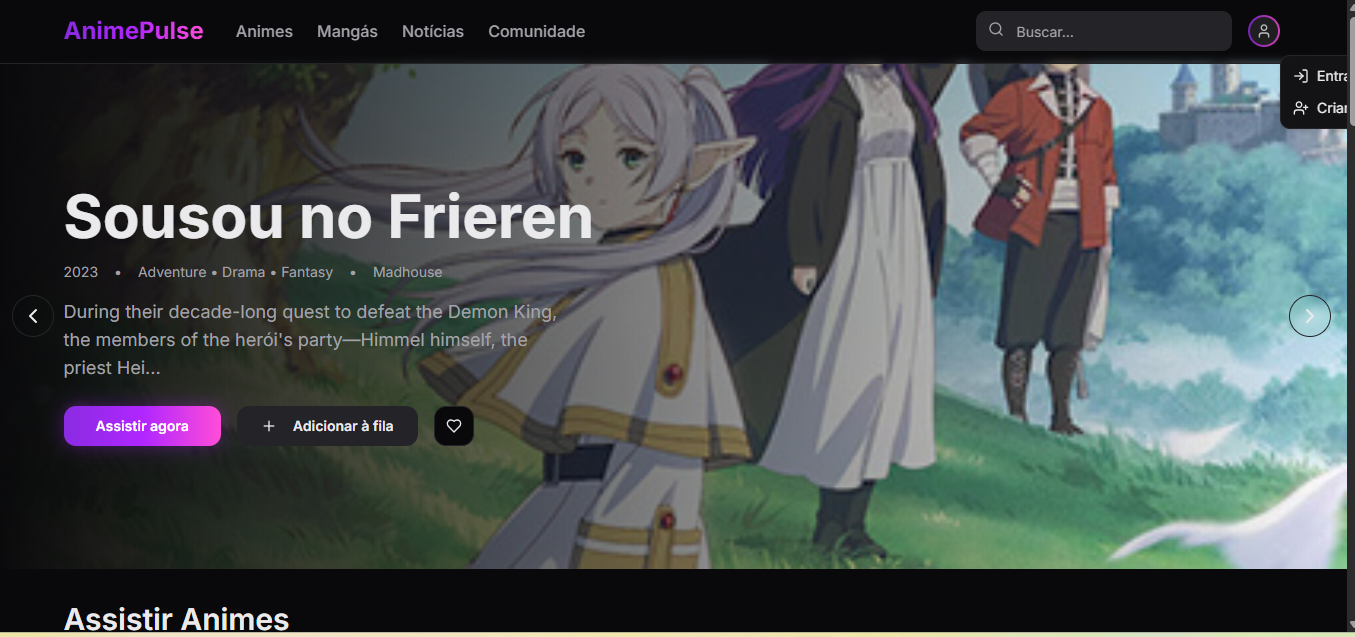 AnimePulse Animes Mangás Notícias Comunidade Buscar...
Entra
Criar
Sousou no Frieren
2023 • Adventure • Drama • Fantasy • Madhouse
During their decade-long quest to defeat the Demon King,
the members of the herói's party—Himmel himself, the
priest Hei...
Assistir agora + Adicionar à fila
Assistir Animes